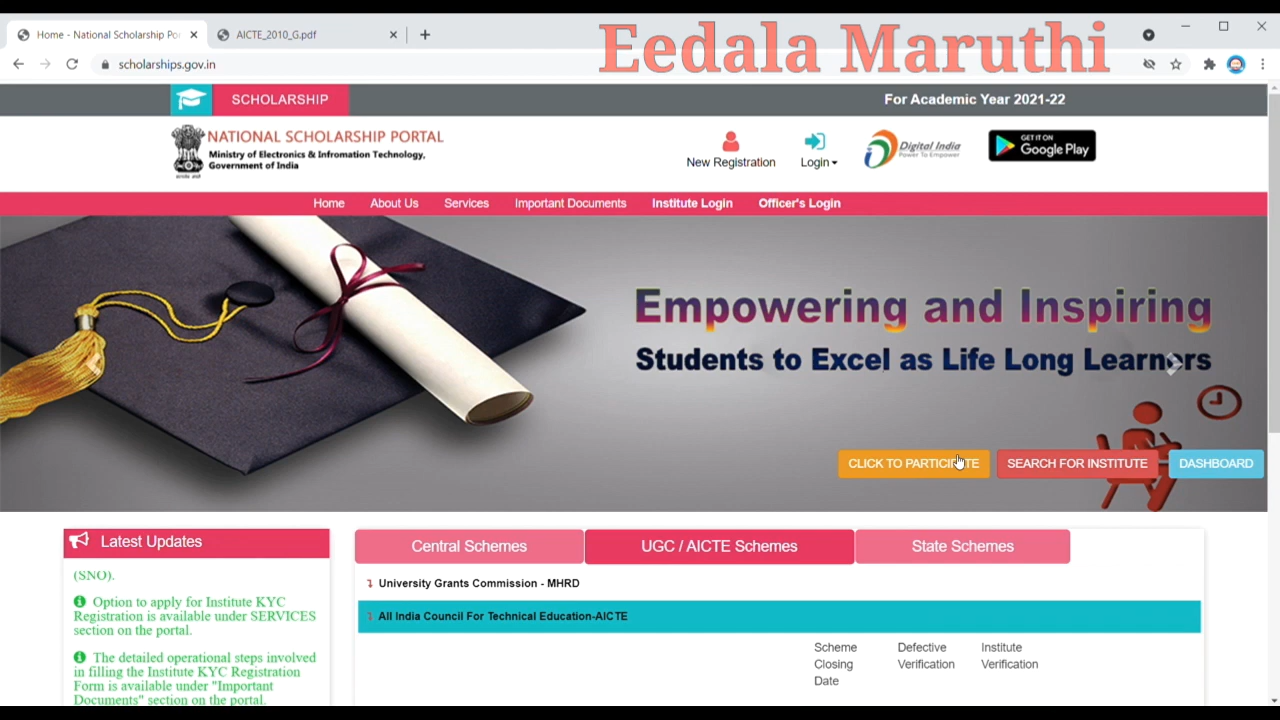 Home - National Scholarship Po
AICTE_2010_G.pdf
Eedala Maruthi
scholarships.gov.in
SCHOLARSHIP
For Academic Year 2021-22
NATIONAL SCHOLARSHIP PORTAL
Ministry of Electronics & Infromation Technology,
Government of India
New Registration
Login
Digital India
Power To Empower
GET IT ON
Google Play
Home About Us Services Important Documents Institute Login Officer's Login
Empowering and Inspiring
Students to Excel as Life Long Learners
CLICK TO PARTICIPATE
SEARCH FOR INSTITUTE
DASHBOARD
Latest Updates
(SNO).
Option to apply for Institute KYC
Registration is available under SERVICES
section on the portal.
The detailed operational steps involved
in filling the Institute KYC Registration
Form is available under "Important
Documents" section on the portal.
Central Schemes
UGC / AICTE Schemes
State Schemes
University Grants Commission - MHRD
All India Council For Technical Education-AICTE
Scheme
Closing
Date
Defective
Verification
Institute
Verification